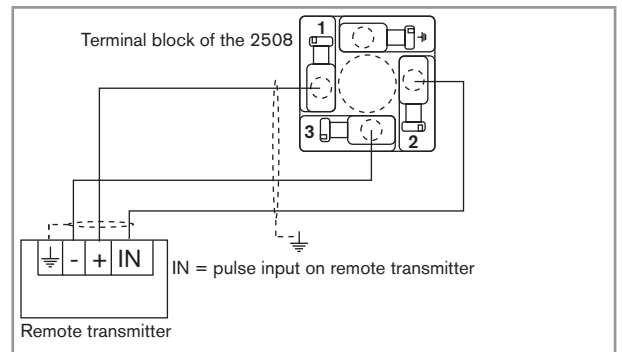 Terminal block of the 2508
1
3
2
- + IN
IN = pulse input on remote transmitter
Remote transmitter